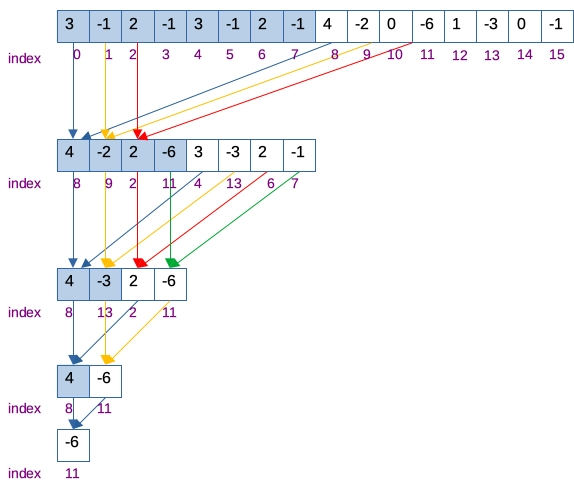 3 -1 2 -1 3 -1 2 -1 4 -2 0 -6 1 -3 0 -1
index 0 1 2 3 4 5 6 7 8 9 10 11 12 13 14 15
4 -2 2 -6 3 -3 2 -1
index 8 9 2 11 4 13 6 7
4 -3 2 -6
index 8 13 2 11
4 -6
index 8 11
-6
index 11